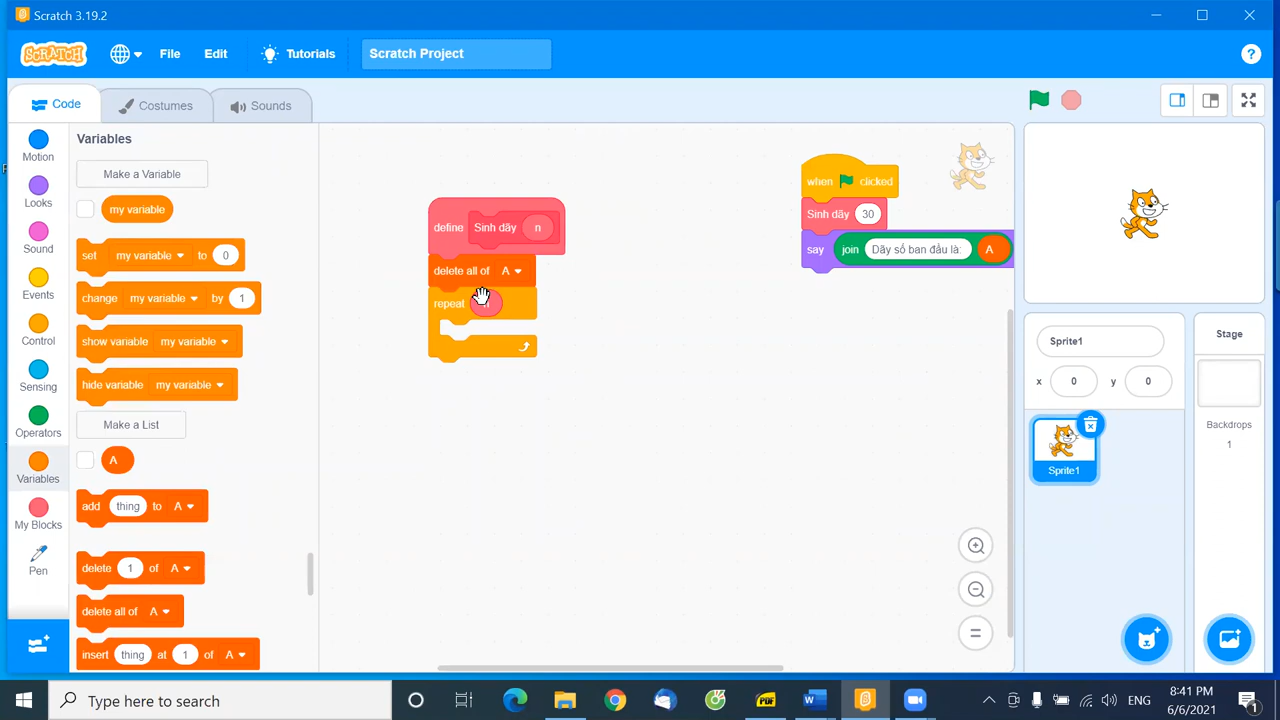 Scratch 3.19.2
SCRATCH File Edit Tutorials Scratch Project ?
Code Costumes Sounds
Motion
Looks
Sound
Events
Control
Sensing
Operators
Variables
My Blocks
Pen
Variables
Make a Variable
my variable
set my variable to 0
change my variable by 1
show variable my variable
hide variable my variable
Make a List
A
add thing to A
delete 1 of A
delete all of A
insert thing at 1 of A
define Sinh dãy n
delete all of A
repeat
when clicked
Sinh dãy 30
say join Dãy số ban đầu là: A
Sprite1
x 0 y 0
Sprite1
Stage
Backdrops
1
Type here to search
ENG
8:41 PM
6/6/2021
1